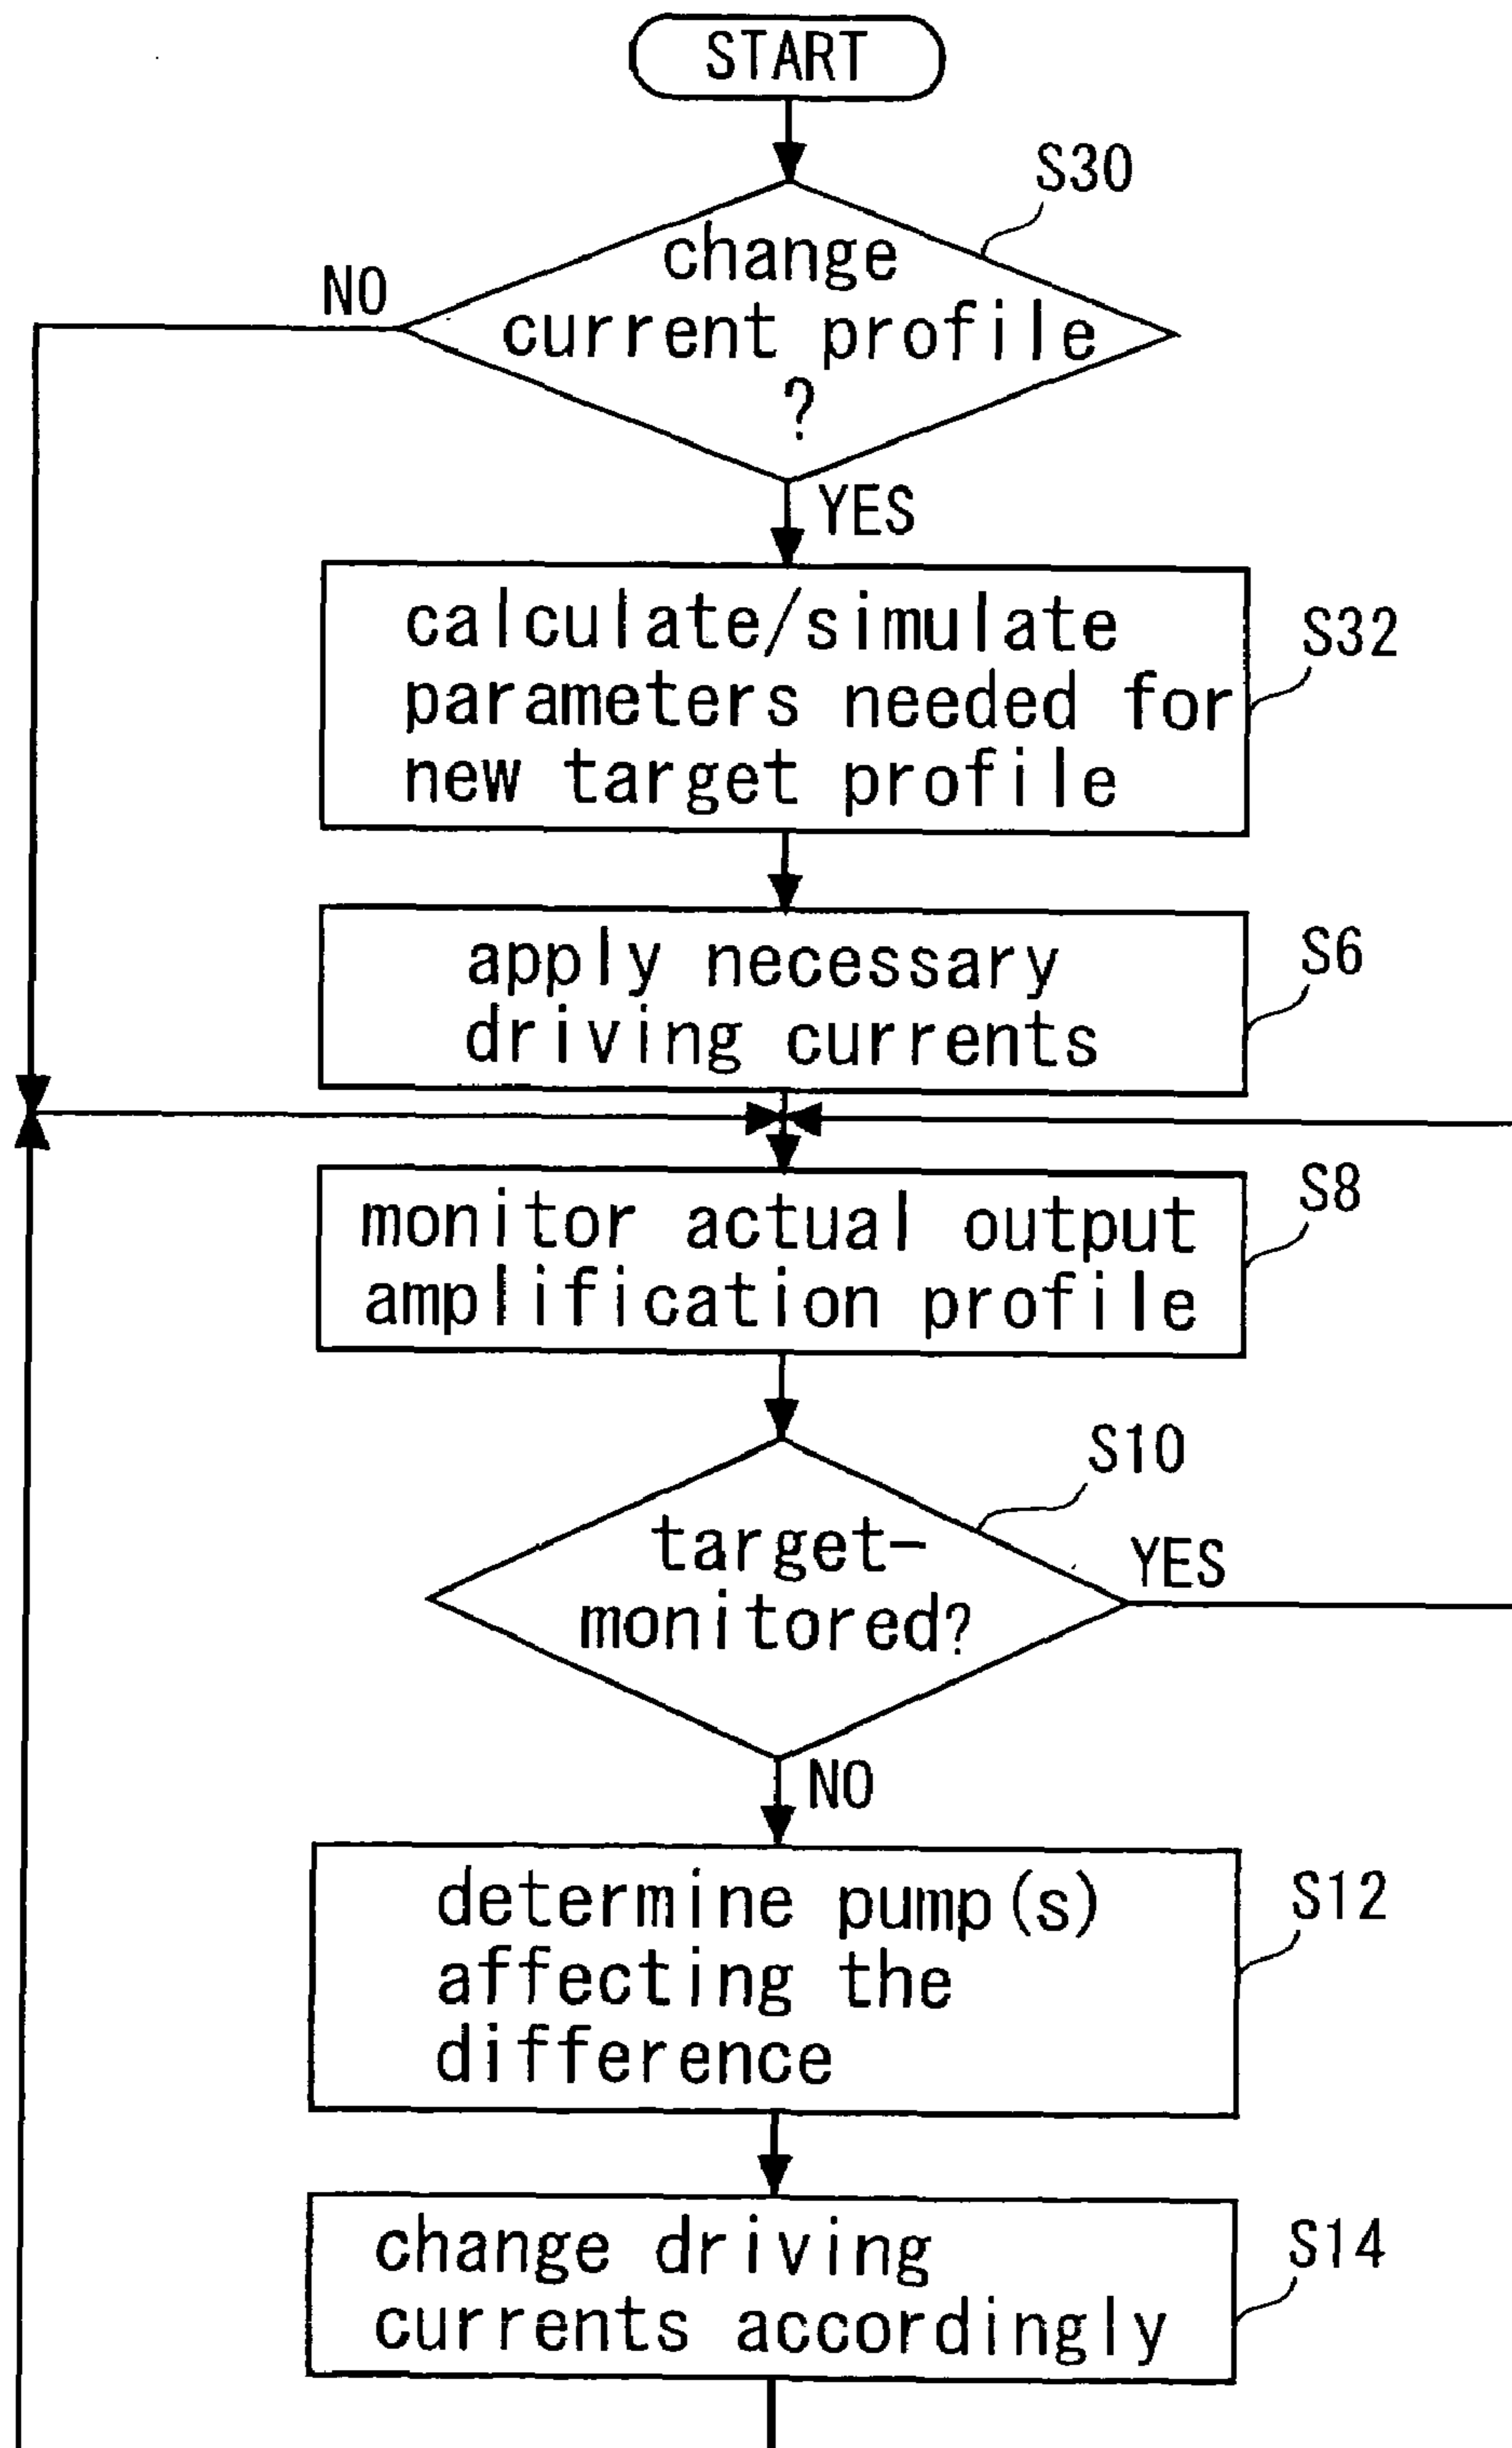 START
S30
change
current profile
?
NO
YES
calculate/simulate
parameters needed for
new target profile
S32
apply necessary
driving currents
S6
monitor actual output
amplification profile
S8
S10
target-
monitored?
YES
NO
determine pump(s)
affecting the
difference
S12
change driving
currents accordingly
S14